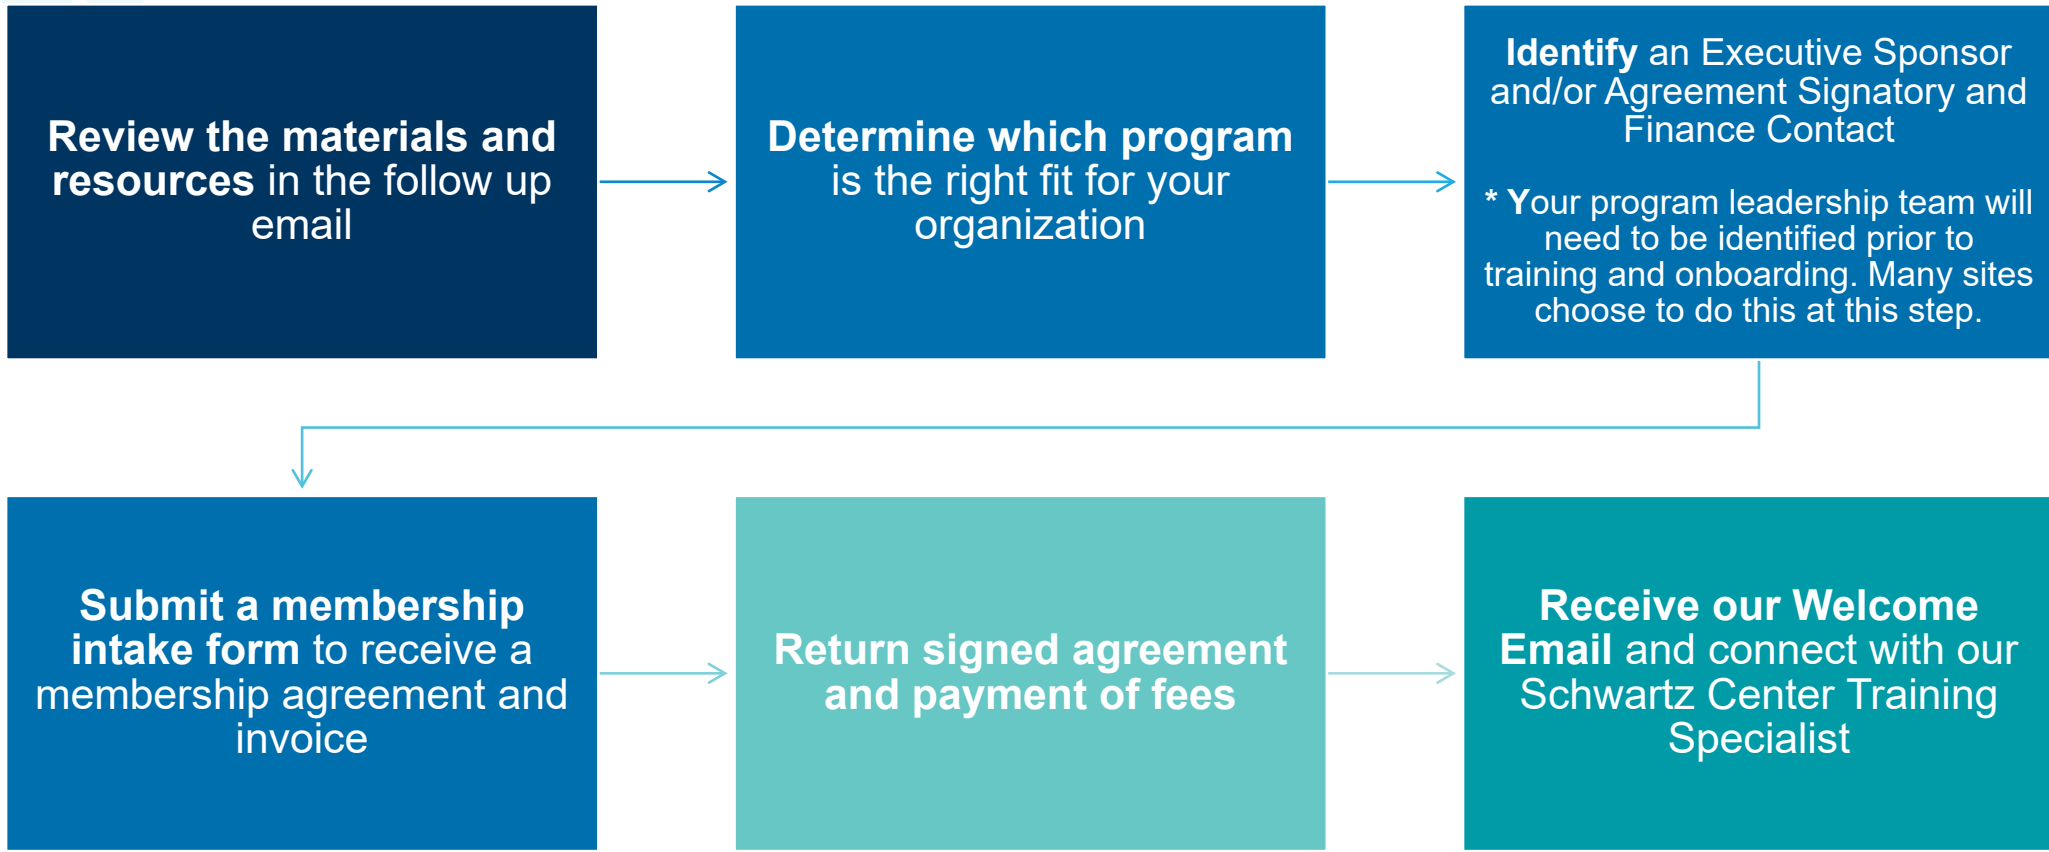 Review the materials and
resources in the follow up
email
Determine which program
is the right fit for your
organization
Identify an Executive Sponsor
and/or Agreement Signatory and
Finance Contact
* Your program leadership team will
need to be identified prior to
training and onboarding. Many sites
choose to do this at this step.
Submit a membership
intake form to receive a
membership agreement and
invoice
Return signed agreement
and payment of fees
Receive our Welcome
Email and connect with our
Schwartz Center Training
Specialist